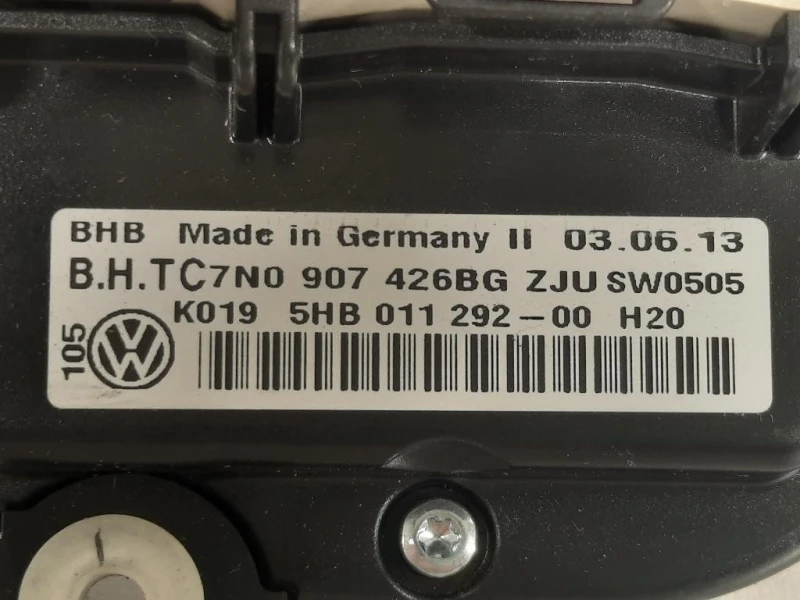 BHB Made in Germany II 03.06.13
B.H.TC7N0 907 426BG ZJU SW0505
K019 5HB 011 292-00 H20
105